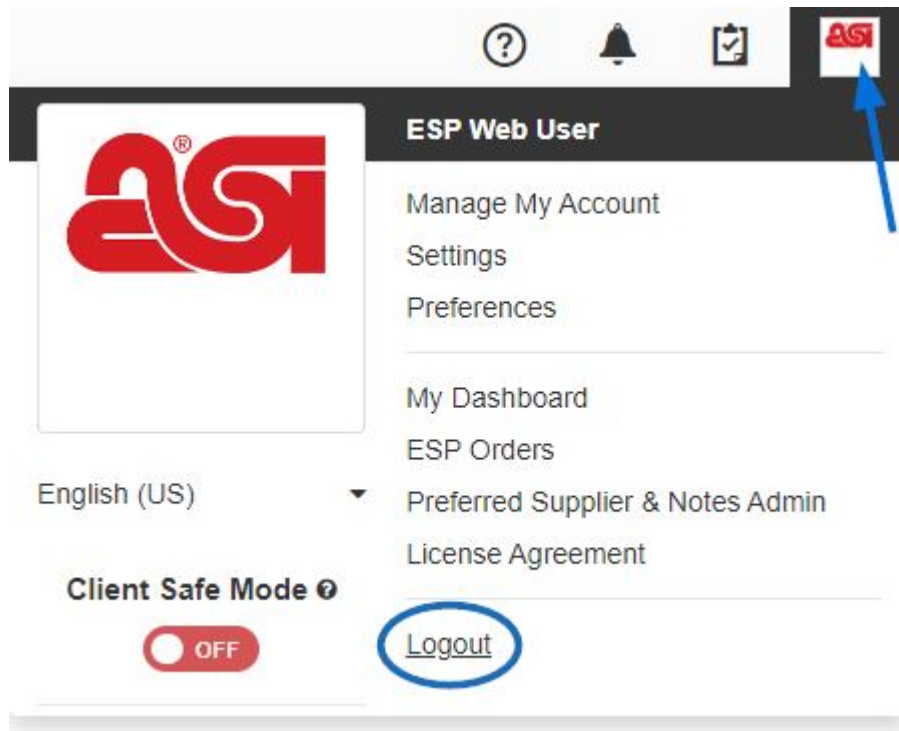 asi
ESP Web User
asi®
Manage My Account
Settings
Preferences
My Dashboard
ESP Orders
Preferred Supplier & Notes Admin
License Agreement
Logout
English (US)
Client Safe Mode ?
OFF